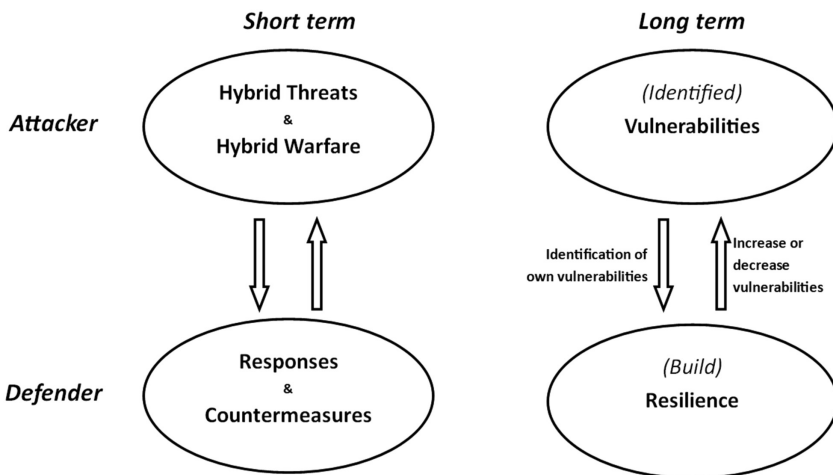 Short term
Long term
Attacker
Hybrid Threats
&
Hybrid Warfare
(Identified)
Vulnerabilities
Identification of
own vulnerabilities
Increase or
decrease
vulnerabilities
Defender
Responses
&
Countermeasures
(Build)
Resilience